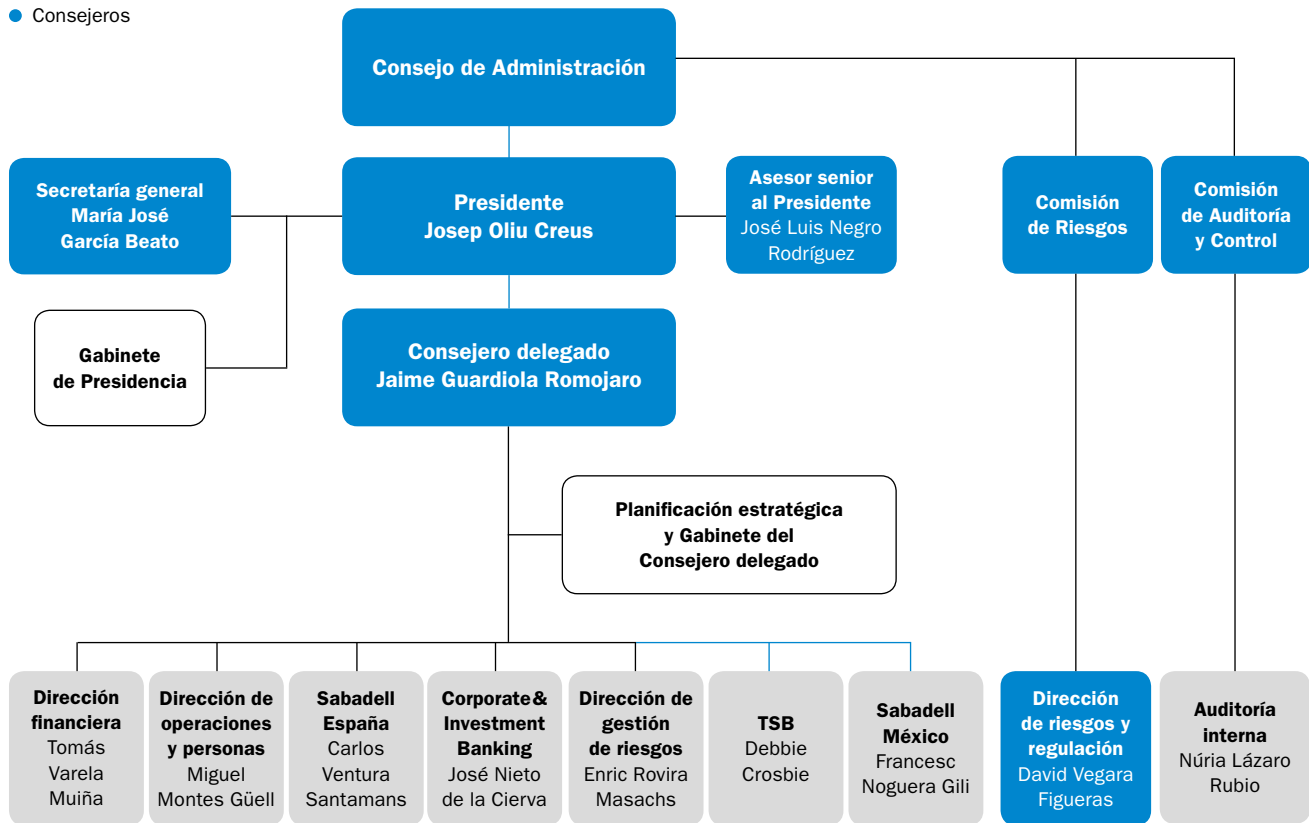 Consejeros
Consejo de Administración
Secretaría general
María José
García Beato
Presidente
Josep Oliu Creus
Asesor senior
al Presidente
José Luis Negro
Rodríguez
Comisión
de Riesgos
Comisión
de Auditoría
y Control
Gabinete
de Presidencia
Consejero delegado
Jaime Guardiola Romojaro
Planificación estratégica
y Gabinete del
Consejero delegado
Dirección
financiera
Tomás
Varela
Muiña
Dirección de
operaciones
y personas
Miguel
Montes Güell
Sabadell
España
Carlos
Ventura
Santamans
Corporate&
Investment
Banking
José Nieto
de la Cierva
Dirección de
gestión
de riesgos
Enric Rovira
Masachs
TSB
Debbie
Crosbie
Sabadell
México
Francesc
Noguera Gili
Dirección
de riesgos y
regulación
David Vegara
Figueras
Auditoría
interna
Núria Lázaro
Rubio